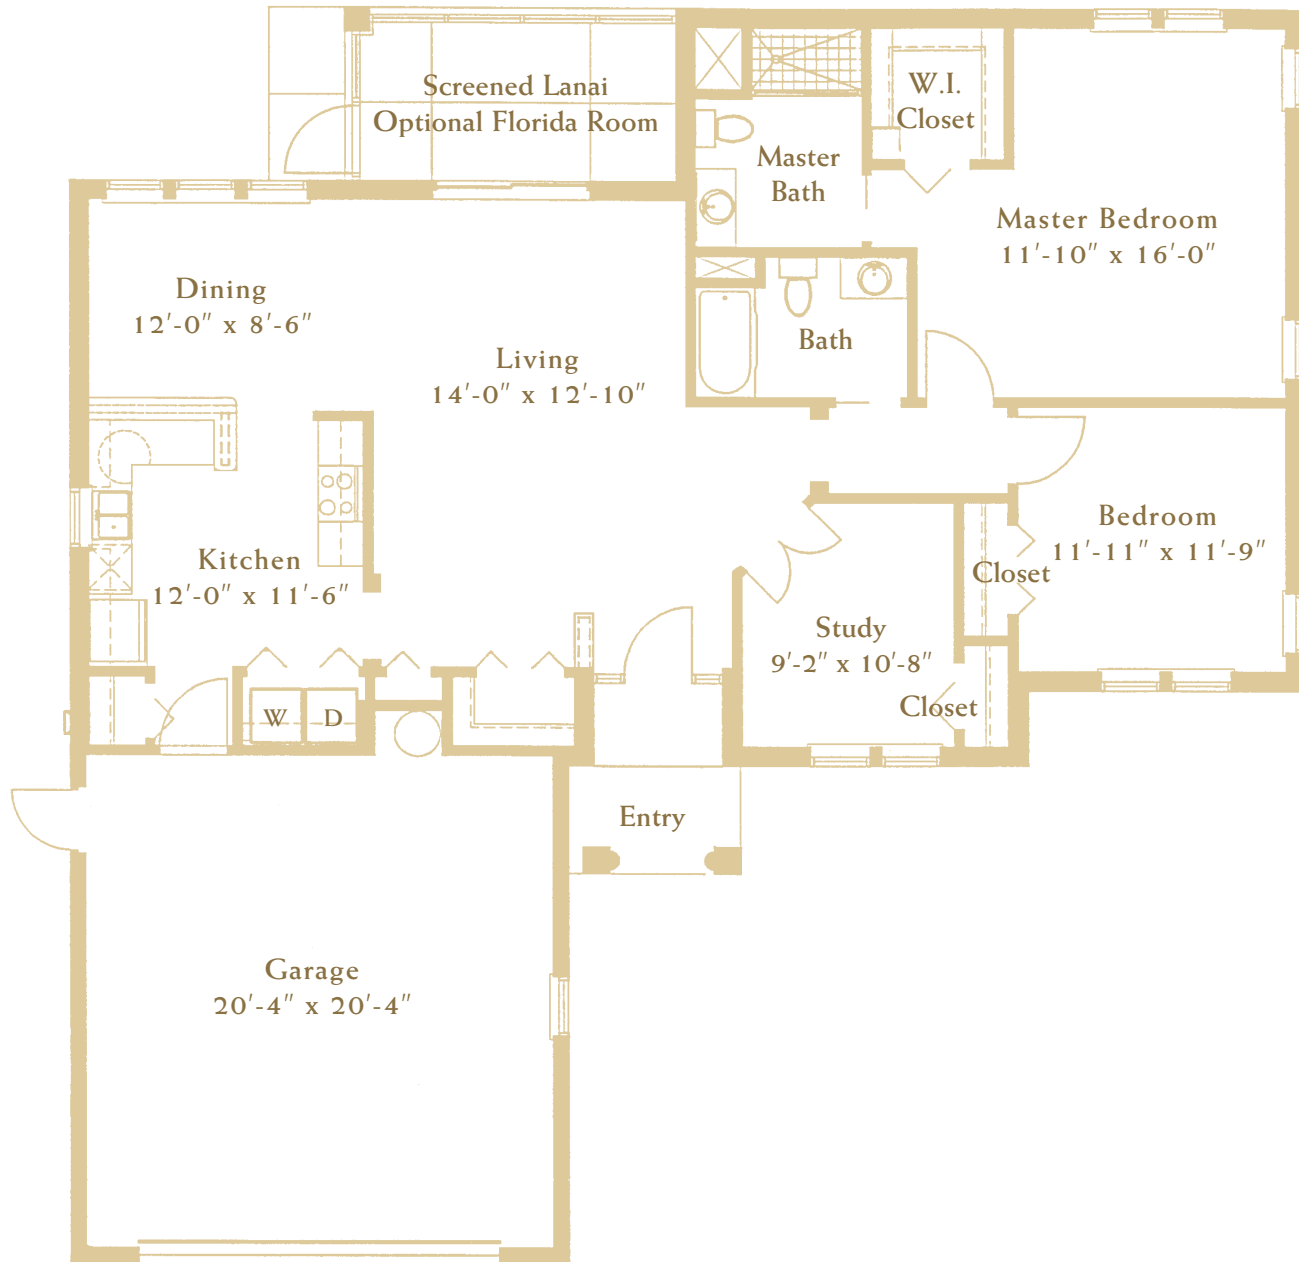 Screened Lanai
Optional Florida Room
W.I.
Closet
Master
Bath
Master Bedroom
11'-10" x 16'-0"
Dining
12'-0" x 8'-6"
Living
14'-0" x 12'-10"
Bath
Kitchen
12'-0" x 11'-6"
Bedroom
11'-11" x 11'-9"
Closet
Study
9'-2" x 10'-8"
Closet
W
D
Entry
Garage
20'-4" x 20'-4"